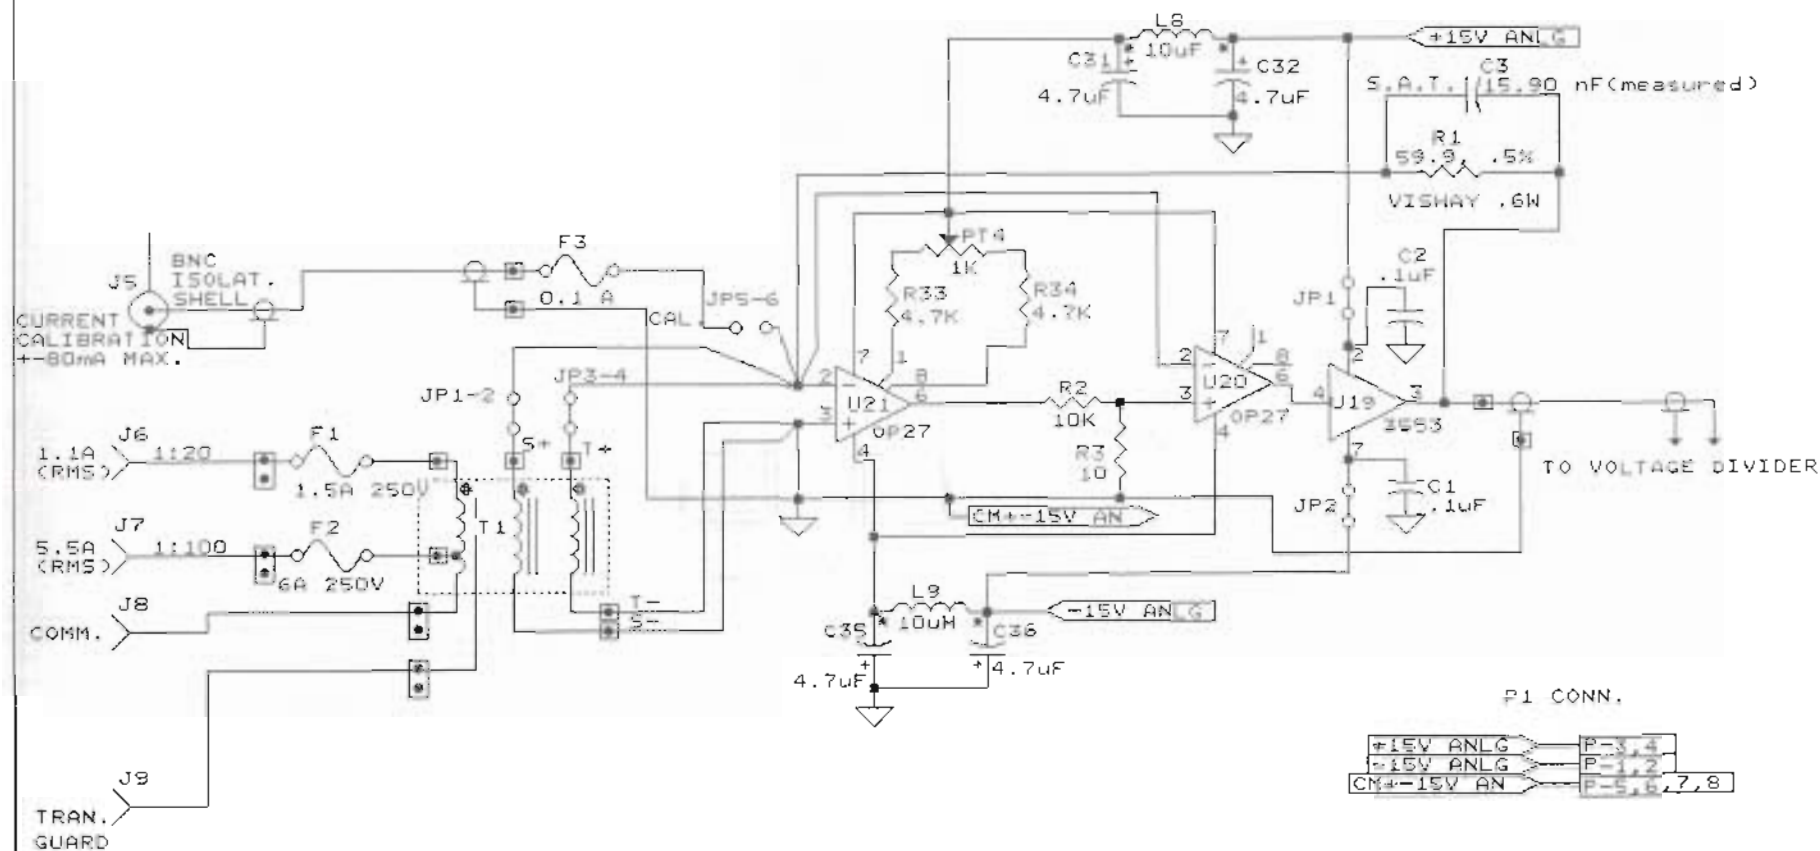 L8
10uF
+15V ANLG
C31
+
4.7uF
+
C32
4.7uF
C3
S.A.T.
15.90 nF(measured)
R1
59.9, .5%
VISHAY .6W
F3
0.1 A
BNC
ISOLAT.
SHELL
J5
CURRENT
CALIBRATION
+-80mA MAX.
JP5-6
CAL.
PT4
1K
R33
4.7K
R34
4.7K
C2
.1uF
JP1
7
1
2
-
8
6
U21
3
+
OP27
4
R2
10K
R3
10
7
1
2
-
8
6
U20
3
+
OP27
4
2
4
U19
3
3553
7
C1
.1uF
JP2
TO VOLTAGE DIVIDER
JP1-2
JP3-4
S+
T+
J6
1.1A
(RMS)
1:20
F1
1.5A 250V
J7
5.5A
(RMS)
1:100
F2
6A 250V
T1
J8
COMM.
T-
S-
CM+-15V AN
L9
10uH
-15V ANLG
C35
+
4.7uF
C36
+
4.7uF
J9
TRAN.
GUARD
P1 CONN.
+15V ANLG P-3,4
-15V ANLG P-1,2
CM+-15V AN P-5,6,7,8